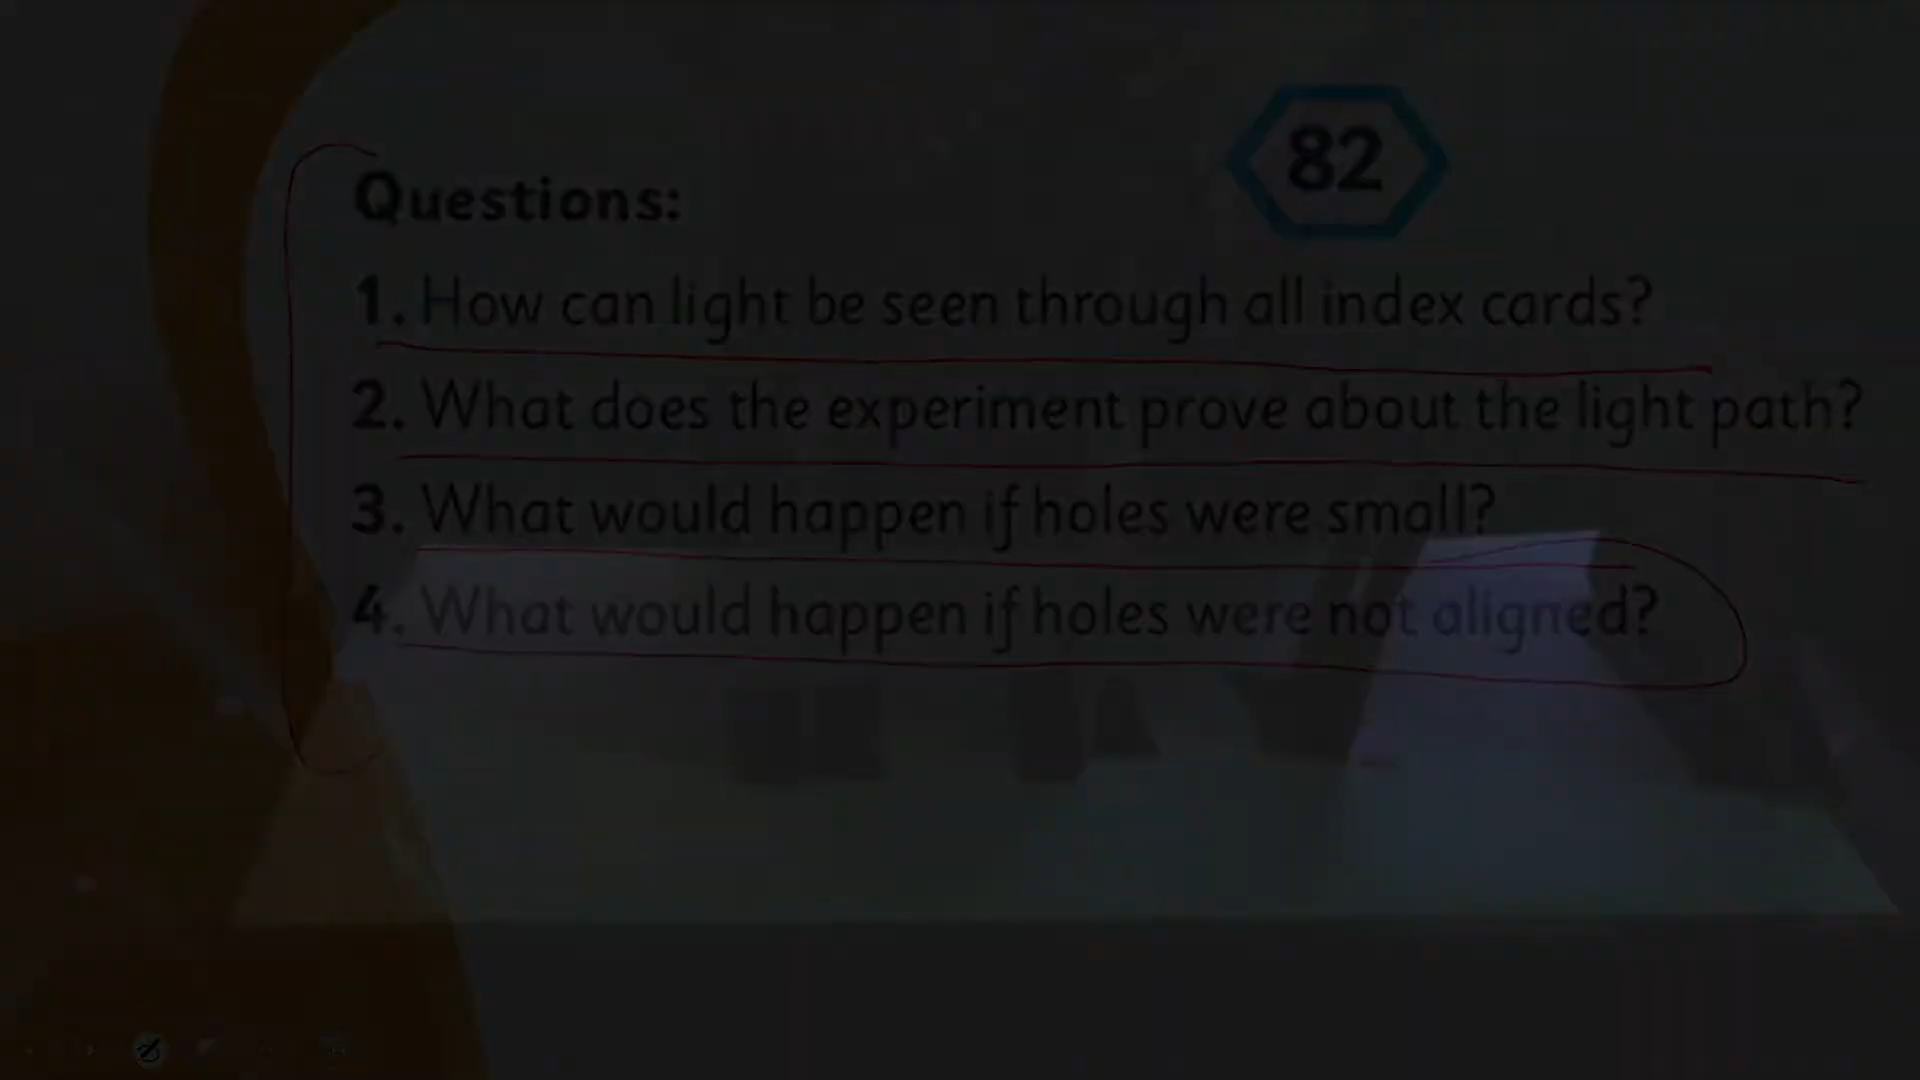 82
Questions:
1. How can light be seen through all index cards?
2. What does the experiment prove about the light path?
3. What would happen if holes were small?
4. What would happen if holes were not aligned?